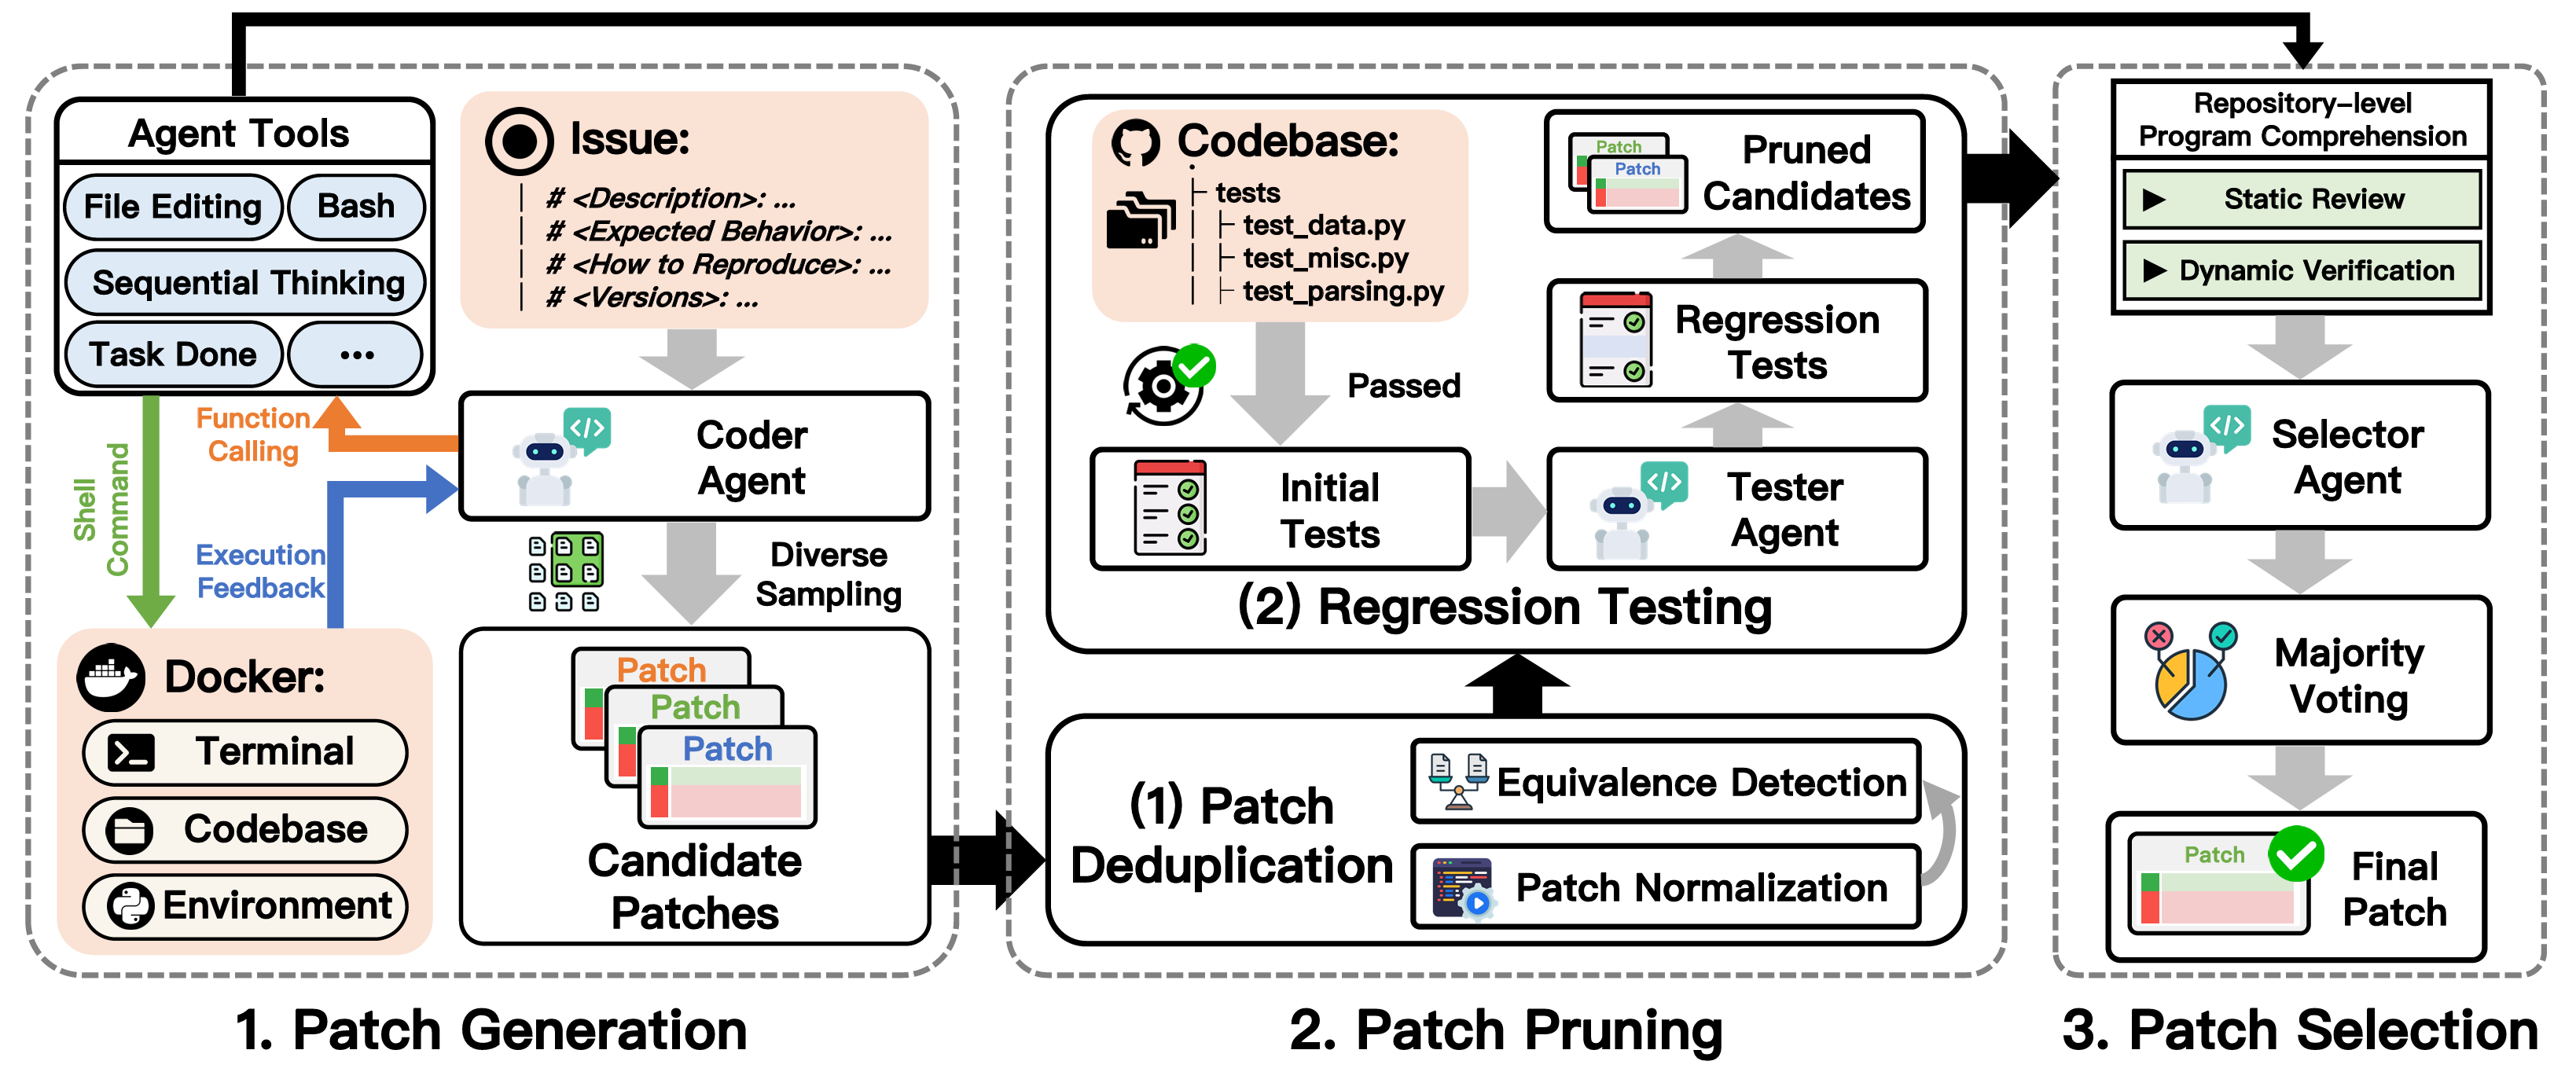 Agent Tools
File Editing
Bash
Sequential Thinking
Task Done
...
Function
Calling
Shell
Command
Execution
Feedback
Docker:
Terminal
Codebase
Environment
Issue:
# <Description>: ...
# <Expected Behavior>: ...
# <How to Reproduce>: ...
# <Versions>: ...
Coder
Agent
Diverse
Sampling
Patch
Patch
Patch
Candidate
Patches
1. Patch Generation
Codebase:
tests
test_data.py
test_misc.py
test_parsing.py
Passed
Initial
Tests
Tester
Agent
Regression
Tests
Patch
Patch
Pruned
Candidates
(2) Regression Testing
(1) Patch
Deduplication
Equivalence Detection
Patch Normalization
2. Patch Pruning
Repository-level
Program Comprehension
Static Review
Dynamic Verification
Selector
Agent
Majority
Voting
Patch
Final
Patch
3. Patch Selection